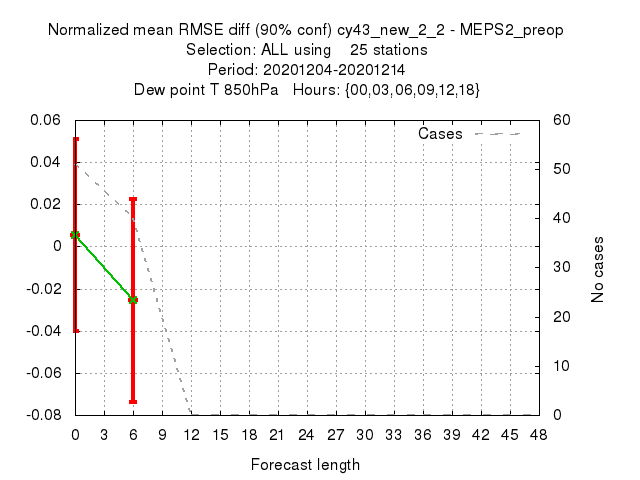 Normalized mean RMSE diff (90% conf) cy43_new_2_2 - MEPS2_preop
Selection: ALL using 25 stations
Period: 20201204-20201214
Dew point T 850hPa Hours: {00,03,06,09,12,18}
0.06 60
Cases
0.04 50
0.02 40
0 30
-0.02 20
-0.04 10
-0.06 0
-0.08
No cases
0 3 6 9 12 15 18 21 24 27 30 33 36 39 42 45 48
Forecast length